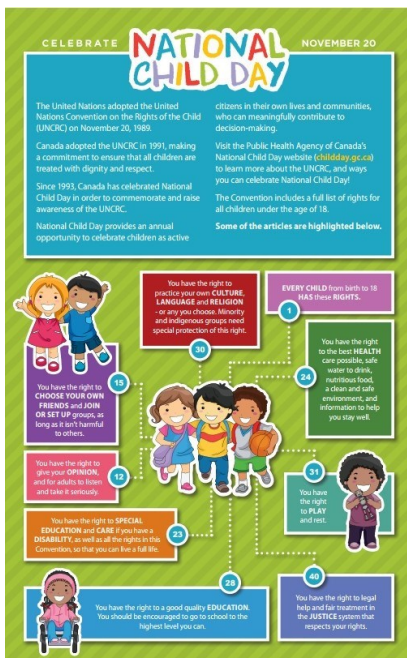 CELEBRATE
NATIONAL
CHILD DAY
NOVEMBER 20
The United Nations adopted the United
Nations Convention on the Rights of the Child
(UNCRC) on November 20, 1989.
Canada adopted the UNCRC in 1991, making
a commitment to ensure that all children are
treated with dignity and respect.
Since 1993, Canada has celebrated National
Child Day in order to commemorate and raise
awareness of the UNCRC.
National Child Day provides an annual
opportunity to celebrate children as active
citizens in their own lives and communities,
who can meaningfully contribute to
decision-making.
Visit the Public Health Agency of Canada's
National Child Day website (childday.gc.ca)
to learn more about the UNCRC, and ways
you can celebrate National Child Day!
The Convention includes a full list of rights for
all children under the age of 18.
Some of the articles are highlighted below.
You have the right to
practice your own CULTURE,
LANGUAGE and RELIGION
- or any you choose. Minority
and indigenous groups need
special protection of this right.
30
EVERY CHILD from birth to 18
HAS these RIGHTS.
1
You have the right
to the best HEALTH
care possible, safe
water to drink,
nutritious food,
a clean and safe
environment, and
information to help
you stay well.
24
You have the right to
CHOOSE YOUR OWN
FRIENDS and JOIN
OR SET UP groups, as
long as it isn't harmful
to others.
15
You have the right to
give your OPINION,
and for adults to listen
and take it seriously.
12
31
You have
the right
to PLAY
and rest.
You have the right to SPECIAL
EDUCATION and CARE if you have a
DISABILITY, as well as all the rights in this
Convention, so that you can live a full life.
23
28
You have the right to a good quality EDUCATION.
You should be encouraged to go to school to the
highest level you can.
40
You have the right to legal
help and fair treatment in
the JUSTICE system that
respects your rights.